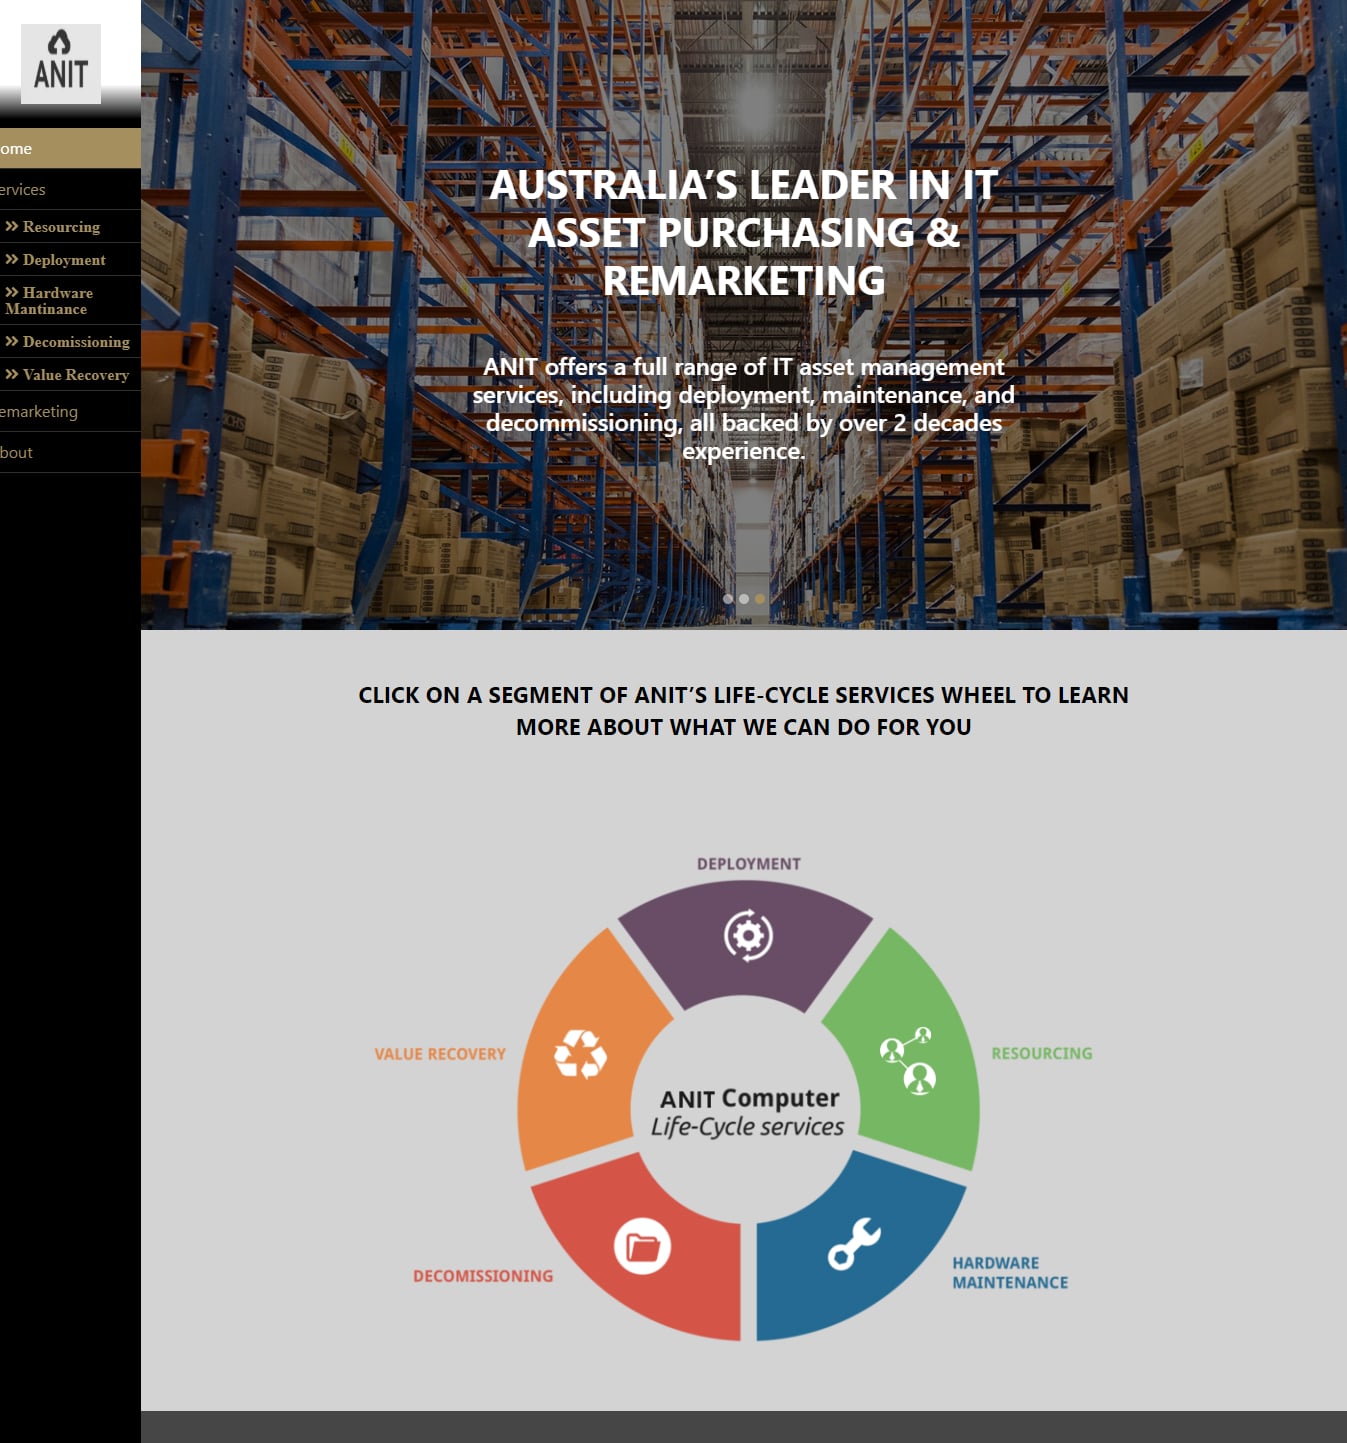 ANIT
ome
ervices
Resourcing
Deployment
Hardware
Mantinance
Decomissioning
Value Recovery
emarketing
bout
AUSTRALIA’S LEADER IN IT
ASSET PURCHASING &
REMARKETING
ANIT offers a full range of IT asset management
services, including deployment, maintenance, and
decommissioning, all backed by over 2 decades
experience.
CLICK ON A SEGMENT OF ANIT’S LIFE-CYCLE SERVICES WHEEL TO LEARN
MORE ABOUT WHAT WE CAN DO FOR YOU
DEPLOYMENT
VALUE RECOVERY
RESOURCING
ANIT Computer
Life-Cycle services
DECOMISSIONING
HARDWARE
MAINTENANCE